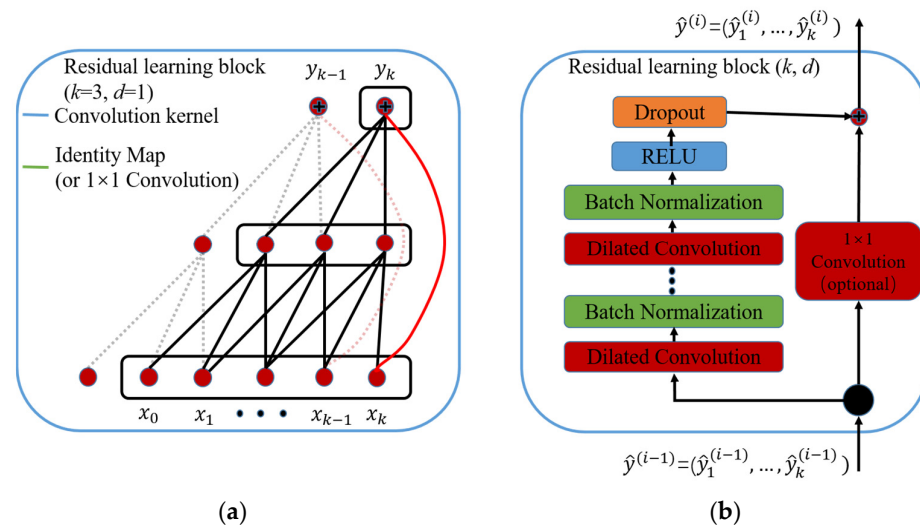 Residual learning block
(k=3, d=1)
Convolution kernel
Identity Map
(or 1×1 Convolution)
y_{k−1} y_k
x_0 x_1 • • • x_{k−1} x_k
(a)
ŷ^{(i)}=(ŷ_1^{(i)}, ..., ŷ_k^{(i)})
Residual learning block (k, d)
Dropout
RELU
Batch Normalization
Dilated Convolution
Batch Normalization
Dilated Convolution
1×1
Convolution
(optional)
ŷ^{(i−1)}=(ŷ_1^{(i−1)}, ..., ŷ_k^{(i−1)})
(b)